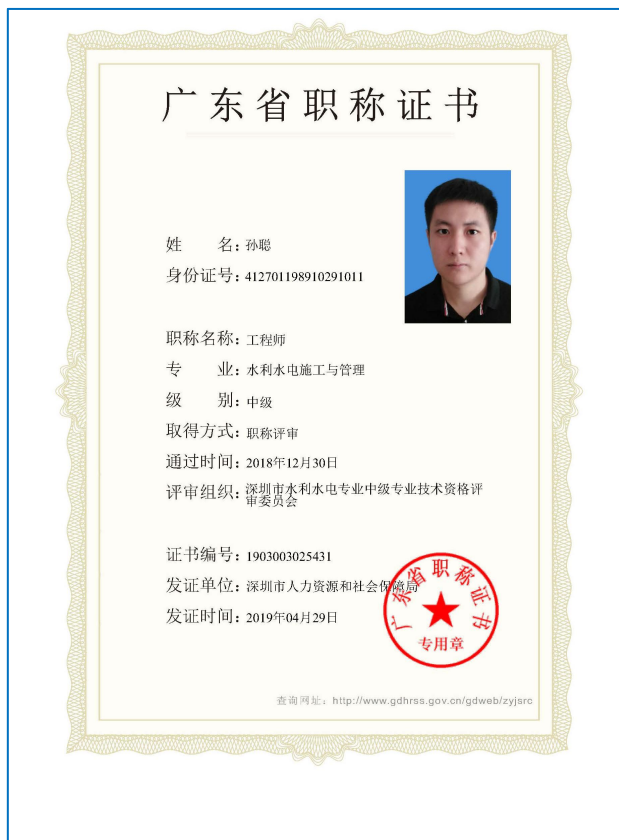 广东省职称证书
姓 名：孙聪
身份证号：412701198910291011
职称名称：工程师
专 业：水利水电施工与管理
级 别：中级
取得方式：职称评审
通过时间：2018年12月30日
评审组织：深圳市水利水电专业中级专业技术资格评
审委员会
证书编号：1903003025431
发证单位：深圳市人力资源和社会保障局
发证时间：2019年04月29日
广东省职称证书
专用章
查询网址：http://www.gdhrss.gov.cn/gdweb/zyjsrc